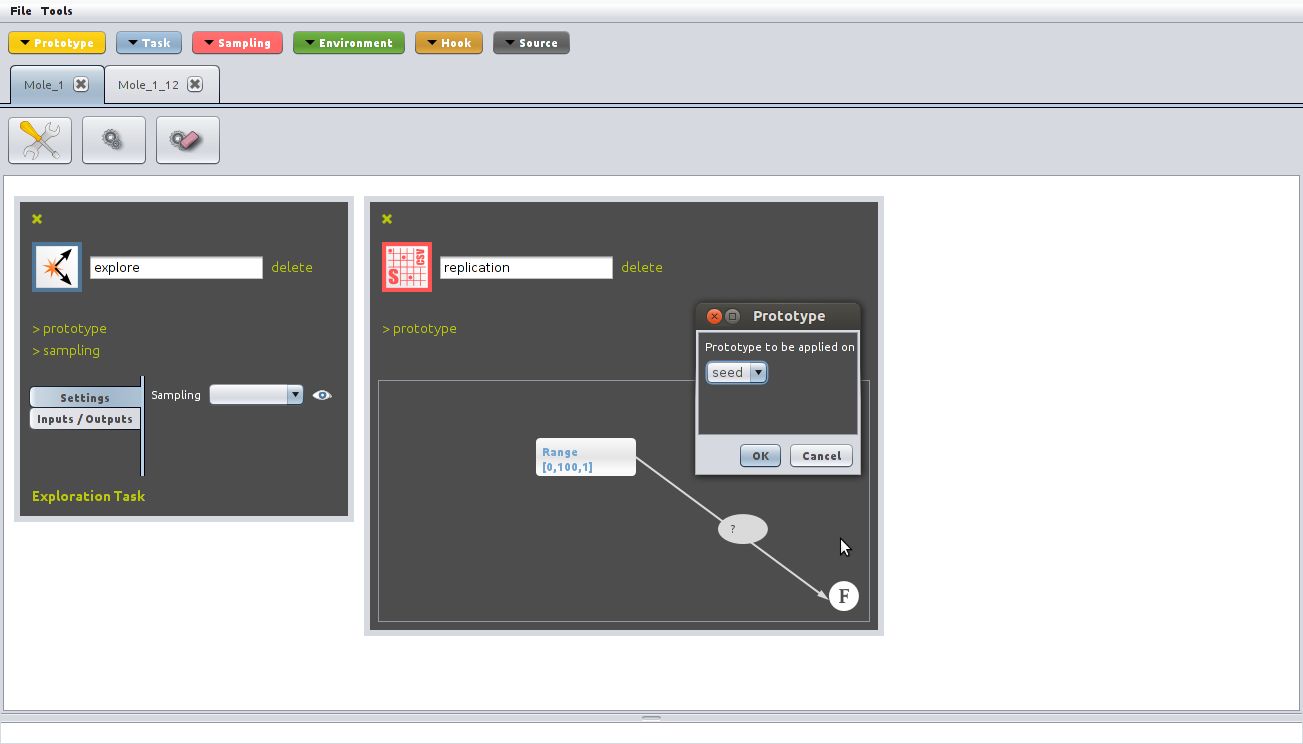 File Tools
Prototype Task Sampling Environment Hook Source
Mole_1 Mole_1_12
explore delete
> prototype
> sampling
Settings
Inputs / Outputs
Sampling
Exploration Task
S CSV
replication delete
> prototype
Range
[0,100,1]
?
F
Prototype
Prototype to be applied on
seed
OK Cancel